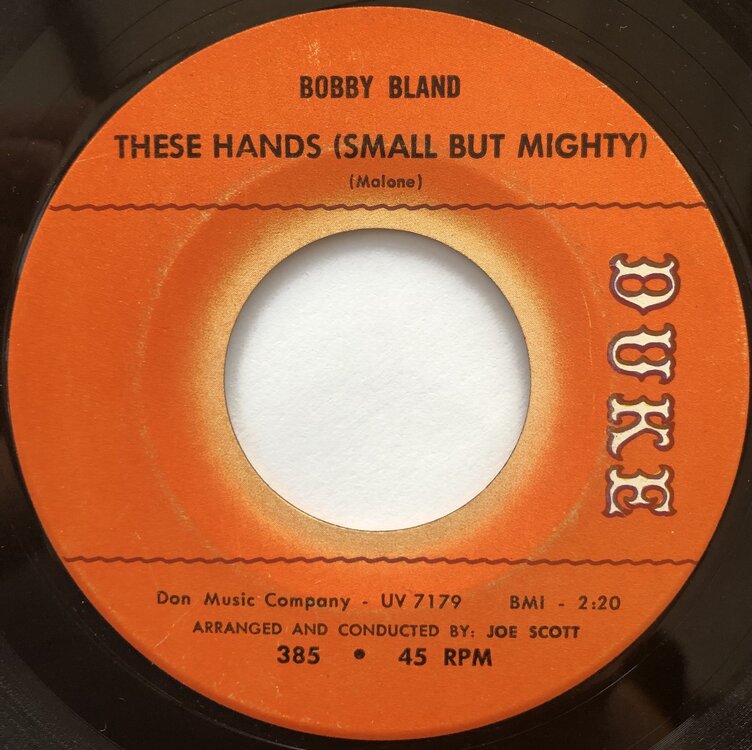 BOBBY BLAND
THESE HANDS (SMALL BUT MIGHTY)
(Malone)
DUKE
Don Music Company - UV 7179 BMI - 2:20
ARRANGED AND CONDUCTED BY: JOE SCOTT
385 • 45 RPM